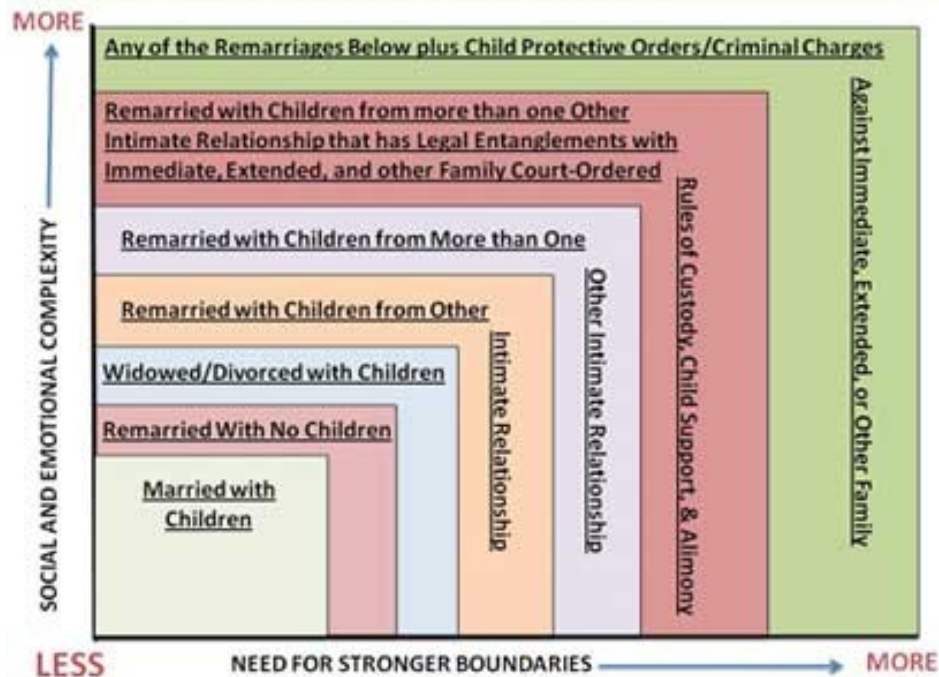 MORE
Any of the Remarriages Below plus Child Protective Orders/Criminal Charges
Against Immediate, Extended, or Other Family
Remarried with Children from more than one Other
Intimate Relationship that has Legal Entanglements with
Immediate, Extended, and other Family Court-Ordered
Rules of Custody, Child Support, & Alimony
Remarried with Children from More than One
Other Intimate Relationship
Remarried with Children from Other
Intimate Relationship
Widowed/Divorced with Children
Remarried With No Children
Married with
Children
SOCIAL AND EMOTIONAL COMPLEXITY
LESS
NEED FOR STRONGER BOUNDARIES
MORE